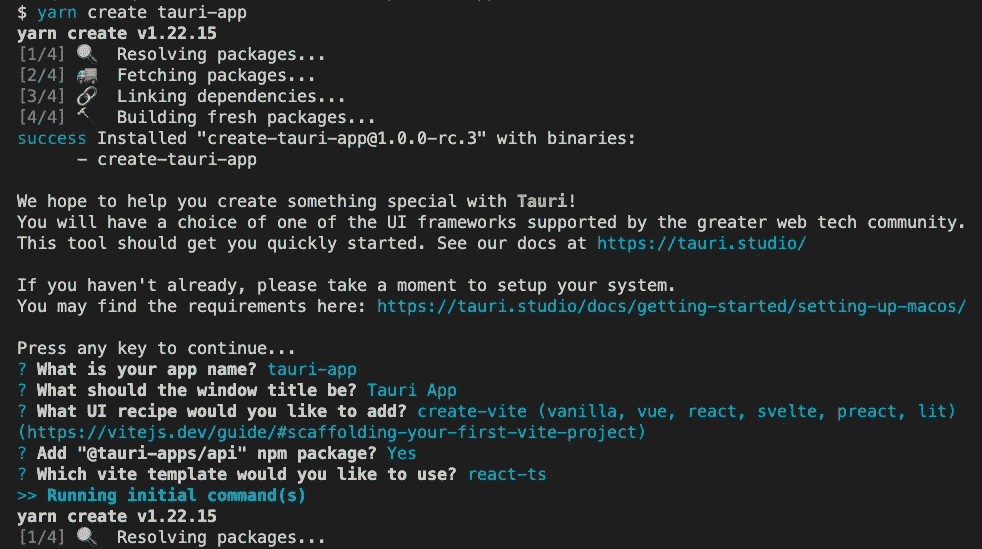 $ yarn create tauri-app
yarn create v1.22.15
[1/4] 🔍 Resolving packages...
[2/4] 🚚 Fetching packages...
[3/4] 🔗 Linking dependencies...
[4/4] 🔨 Building fresh packages...
success Installed "create-tauri-app@1.0.0-rc.3" with binaries:
      - create-tauri-app
We hope to help you create something special with Tauri!
You will have a choice of one of the UI frameworks supported by the greater web tech community.
This tool should get you quickly started. See our docs at https://tauri.studio/
If you haven't already, please take a moment to setup your system.
You may find the requirements here: https://tauri.studio/docs/getting-started/setting-up-macos/
Press any key to continue...
? What is your app name? tauri-app
? What should the window title be? Tauri App
? What UI recipe would you like to add? create-vite (vanilla, vue, react, svelte, preact, lit)
(https://vitejs.dev/guide/#scaffolding-your-first-vite-project)
? Add "@tauri-apps/api" npm package? Yes
? Which vite template would you like to use? react-ts
>> Running initial command(s)
yarn create v1.22.15
[1/4] 🔍 Resolving packages...